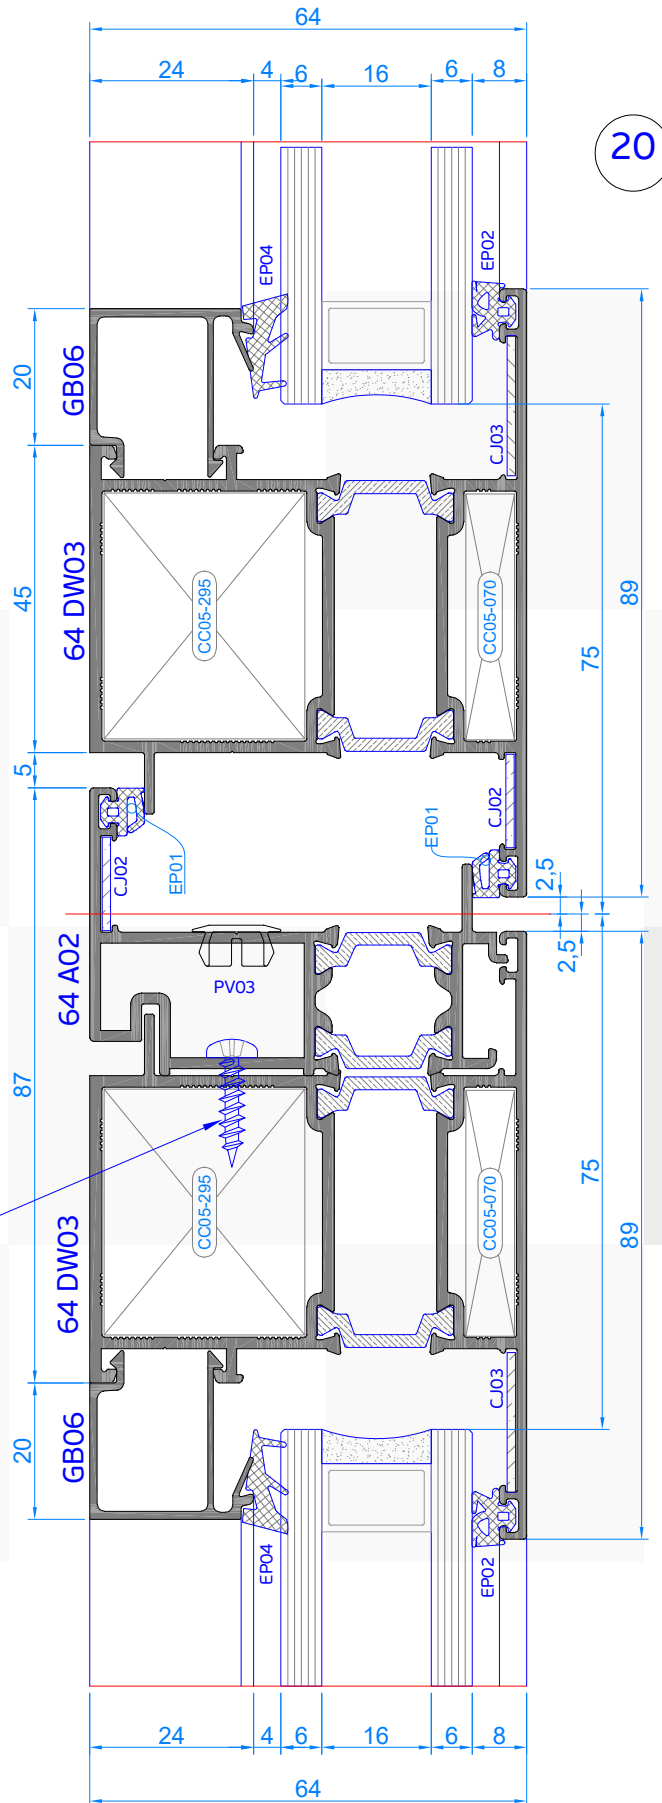 64
24
4
6
16
6
8
20
EP04
EP02
20
GB06
CJ03
45
64 DW03
CC05-295
CC05-070
89
75
5
CJ02
EP01
EP01
CJ02
2,5
2,5
64 A02
PV03
87
64 DW03
CC05-295
CC05-070
75
89
CJ03
20
GB06
EP04
EP02
24
4
6
16
6
8
64